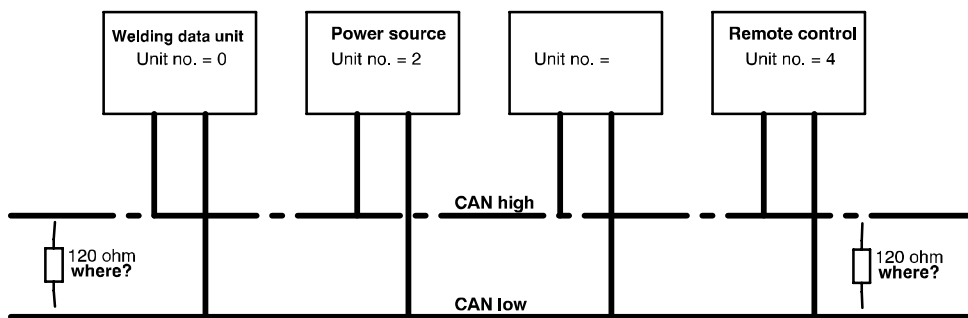 Welding data unit
Unit no. = 0
Power source
Unit no. = 2
Unit no. =
Remote control
Unit no. = 4
CAN high
120 ohm
where?
120 ohm
where?
CAN low